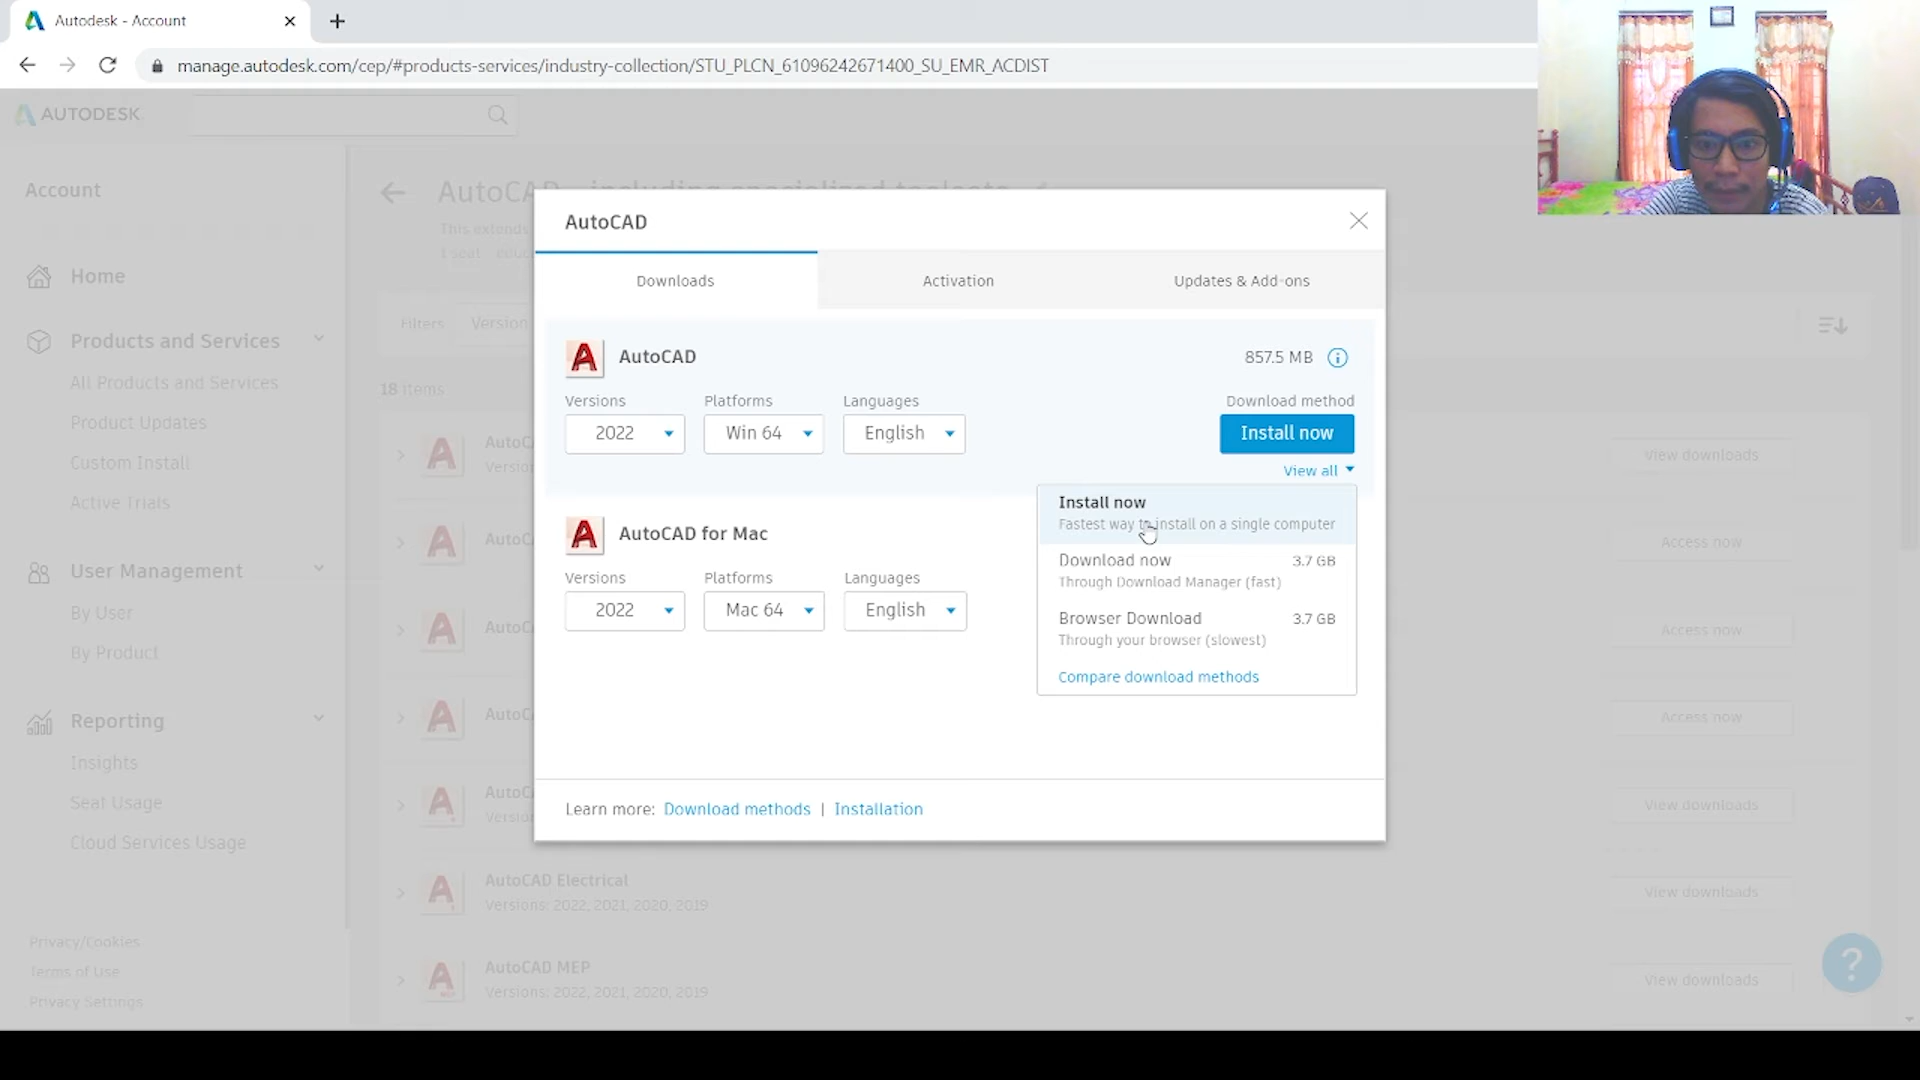 Autodesk - Account
manage.autodesk.com/cep/#products-services/industry-collection/STU_PLCN_61096242671400_SU_EMR_ACDIST
AUTODESK
Account
Home
Products and Services
All Products and Services
Product Updates
Custom Install
Active Trials
User Management
By User
By Product
Reporting
Insights
Seat Usage
Cloud Services Usage
Privacy/Cookies
Terms of Use
Privacy Settings
This extends
1 seat
Filters
Version
18 items
View downloads
Access now
Access now
Access now
View downloads
AutoCAD Electrical
Versions: 2022, 2021, 2020, 2019
View downloads
AutoCAD MEP
Versions: 2022, 2021, 2020, 2019
View downloads
AutoCAD
Downloads
Activation
Updates & Add-ons
AutoCAD
857.5 MB
Versions
Platforms
Languages
Download method
2022
Win 64
English
Install now
View all
Install now
Fastest way to install on a single computer
Download now
3.7 GB
Through Download Manager (fast)
Browser Download
3.7 GB
Through your browser (slowest)
Compare download methods
AutoCAD for Mac
Versions
Platforms
Languages
2022
Mac 64
English
Learn more: Download methods | Installation
?